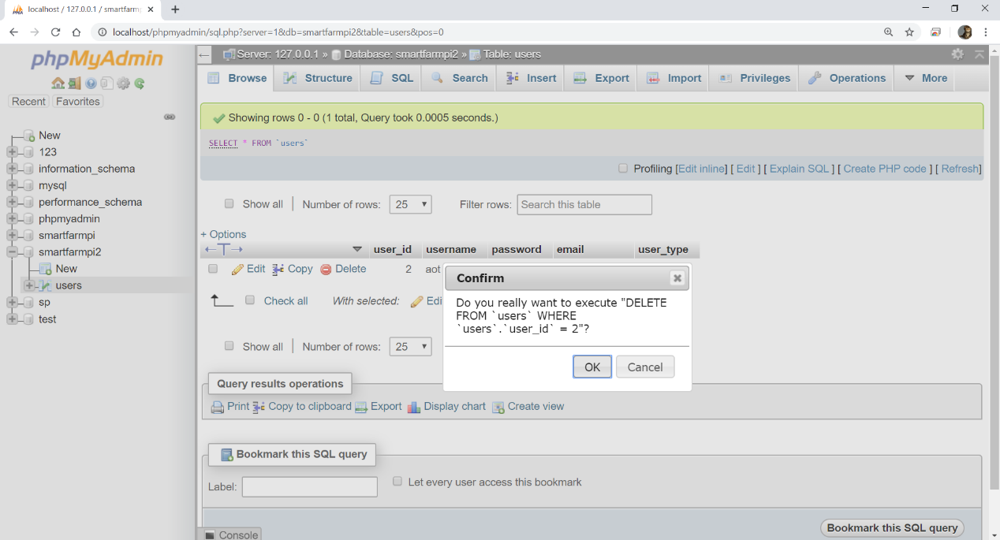 localhost / 127.0.0.1 / smartfarmp
localhost/phpmyadmin/sql.php?server=1&db=smartfarmpi2&table=users&pos=0
phpMyAdmin
Recent Favorites
New
123
information_schema
mysql
performance_schema
phpmyadmin
smartfarmpi
smartfarmpi2
New
users
sp
test
Server: 127.0.0.1 » Database: smartfarmpi2 » Table: users
Browse Structure SQL Search Insert Export Import Privileges Operations More
Showing rows 0 - 0 (1 total, Query took 0.0005 seconds.)
SELECT * FROM `users`
Profiling [Edit inline] [ Edit ] [ Explain SQL ] [ Create PHP code ] [ Refresh]
Show all Number of rows: 25 Filter rows: Search this table
+ Options
←T→ user_id username password email user_type
Edit Copy Delete 2 aot
Check all With selected: Edi
Show all Number of rows: 25
Confirm
Do you really want to execute "DELETE
FROM `users` WHERE
`users`.`user_id` = 2"?
OK Cancel
Query results operations
Print Copy to clipboard Export Display chart Create view
Bookmark this SQL query
Label: Let every user access this bookmark
Bookmark this SQL query
Console